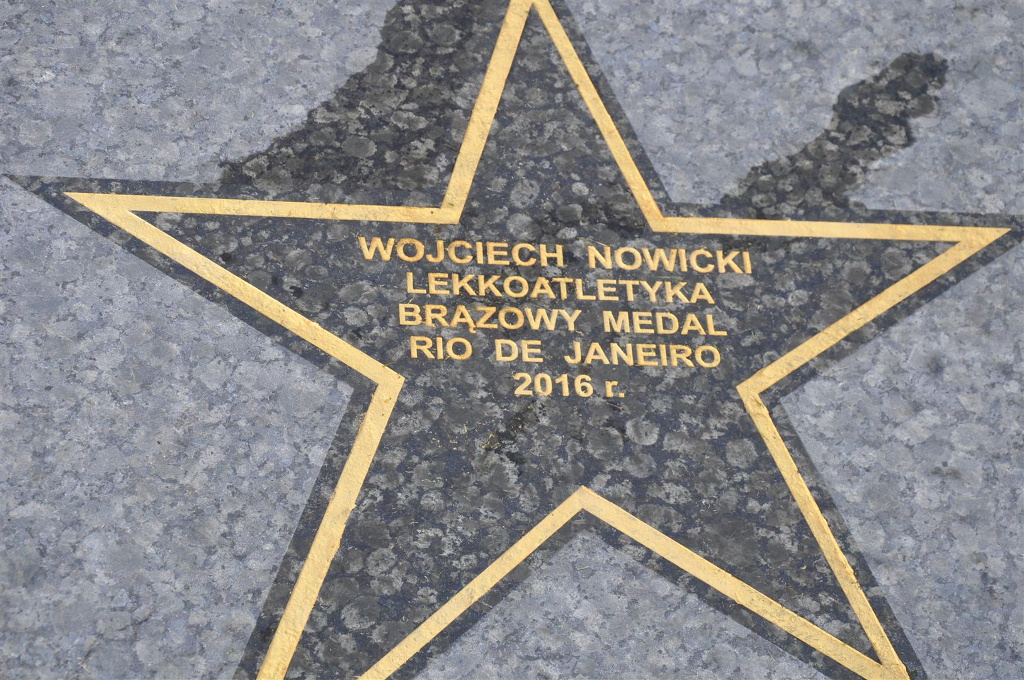 WOJCIECH NOWICKI
LEKKOATLETYKA
BRĄZOWY MEDAL
RIO DE JANEIRO
2016 r.